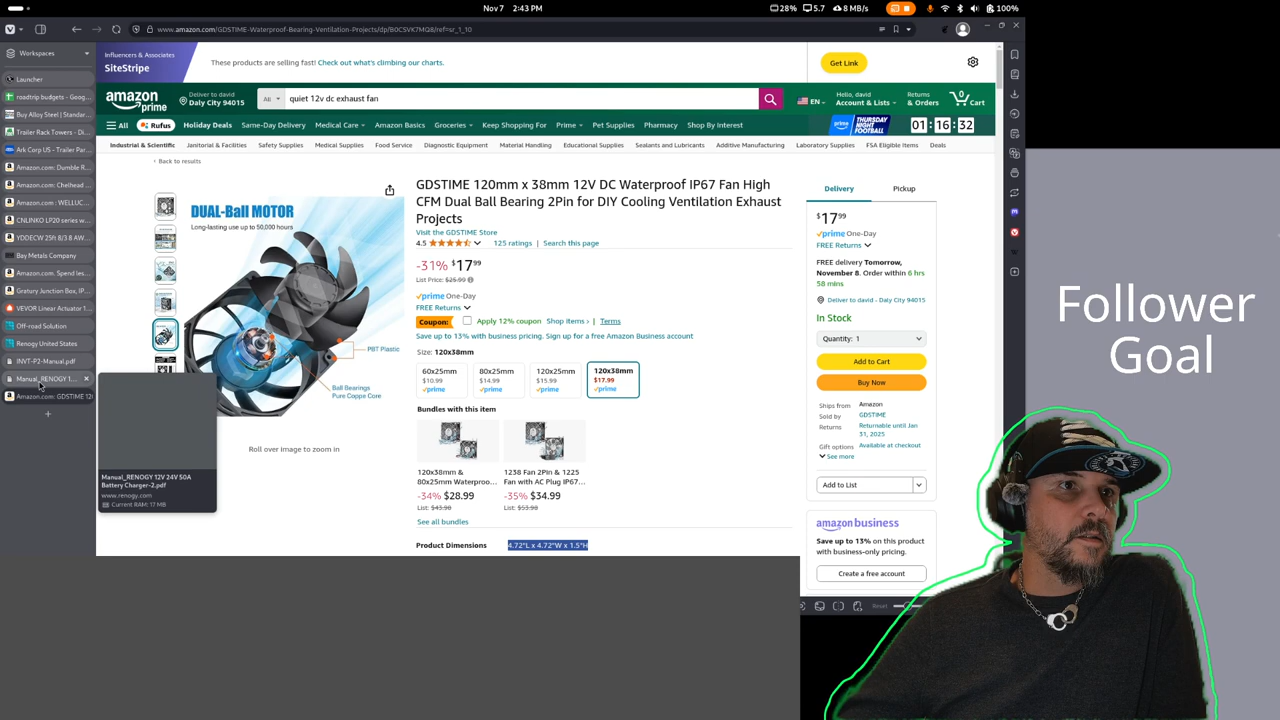 Nov 7 2:43 PM
28% 5.7 8 MB/s 100%
www.amazon.com/GDSTIME-Waterproof-Bearing-Ventilation-Projects/dp/B0CSVK7MQ8/ref=sr_1_10
Workspaces
Launcher
roadtrip budgets - Goog...
Buy Alloy Steel | Standar...
Trailer Rack Towers - Di...
Ark Corp US - Trailer Par...
Amazon.com: Dumble R...
Amazon.com: Chelhead ...
Amazon.com : WELLUC...
CNLINKO LP20 series w...
YDDECW 25ft 8/3-8 AW...
Bay Metals Company
Amazon.com. Spend les...
Gratury Junction Box, IP...
VEVOR Linear Actuator 1...
Off-road Solution
Renogy United States
INVT-P2-Manual.pdf
Manual_RENOGY 1...
Amazon.com: GDSTIME 12
Manual_RENOGY 12V 24V 50A
Battery Charger-2.pdf
www.renogy.com
Current RAM: 17 MB
Influencers & Associates
SiteStripe
These products are selling fast! Check out what's climbing our charts.
Get Link
amazon
prime
Deliver to david
Daly City 94015
All
quiet 12v dc exhaust fan
EN
Hello, david
Account & Lists
Returns
& Orders
0
Cart
All
Rufus
Holiday Deals
Same-Day Delivery
Medical Care
Amazon Basics
Groceries
Keep Shopping For
Prime
Pet Supplies
Pharmacy
Shop By Interest
prime
THURSDAY
NIGHT
FOOTBALL
01:16:32
Industrial & Scientific
Janitorial & Facilities
Safety Supplies
Medical Supplies
Food Service
Diagnostic Equipment
Material Handling
Educational Supplies
Sealants and Lubricants
Additive Manufacturing
Laboratory Supplies
FSA Eligible Items
Deals
‹ Back to results
DUAL-Ball MOTOR
Long-lasting use up to 50,000 hours
PBT Plastic
Ball Bearings
Pure Coppe Core
Roll over image to zoom in
GDSTIME 120mm x 38mm 12V DC Waterproof IP67 Fan High
CFM Dual Ball Bearing 2Pin for DIY Cooling Ventilation Exhaust
Projects
Visit the GDSTIME Store
4.5 125 ratings | Search this page
-31% $17 99
List Price: $25.99
prime One-Day
FREE Returns
Coupon: Apply 12% coupon Shop items › | Terms
Save up to 13% with business pricing. Sign up for a free Amazon Business account
Size: 120x38mm
60x25mm
$10.99
prime
80x25mm
$14.99
prime
120x25mm
$15.99
prime
120x38mm
$17.99
prime
Bundles with this item
120x38mm &
80x25mm Waterproo...
-34% $28.99
List: $43.98
1238 Fan 2Pin & 1225
Fan with AC Plug IP67...
-35% $34.99
List: $53.98
See all bundles
Product Dimensions 4.72"L x 4.72"W x 1.5"H
Delivery
Pickup
$17 99
prime One-Day
FREE Returns
FREE delivery Tomorrow,
November 8. Order within 6 hrs
58 mins
Deliver to david - Daly City 94015
In Stock
Quantity: 1
Add to Cart
Buy Now
Ships from Amazon
Sold by GDSTIME
Returns Returnable until Jan
31, 2025
Gift options Available at checkout
See more
Add to List
amazon business
Save up to 13% on this product
with business-only pricing.
Create a free account
Reset
Follower
Goal